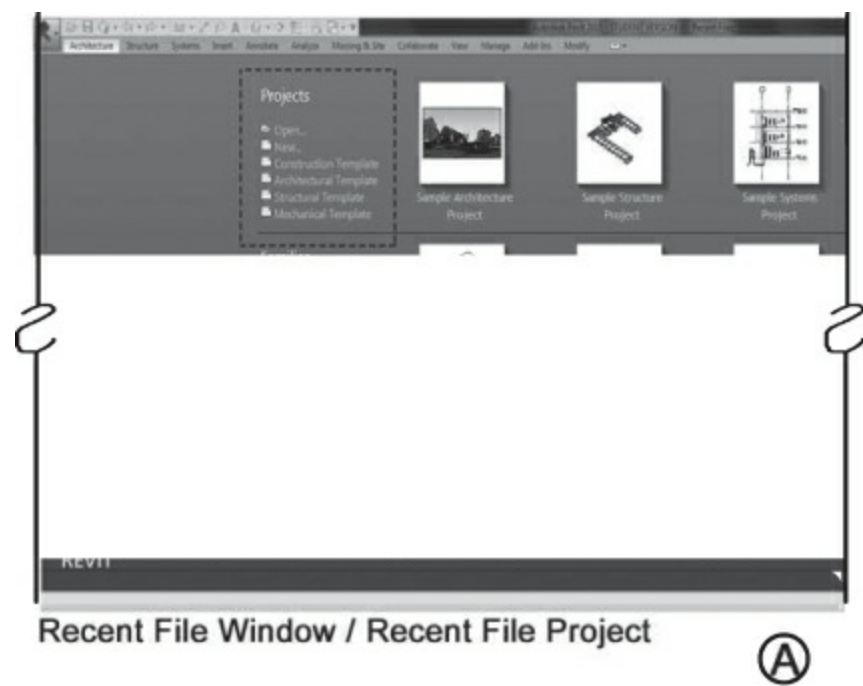 Architecture Structure Systems Insert Annotate Analyze Massing & Site Collaborate View Manage Add-Ins Modify
Projects
Open...
New...
Construction Template
Architectural Template
Structural Template
Mechanical Template
Sample Architecture
Project
Sample Structure
Project
Sample Systems
Project
REVIT
Recent File Window / Recent File Project
A